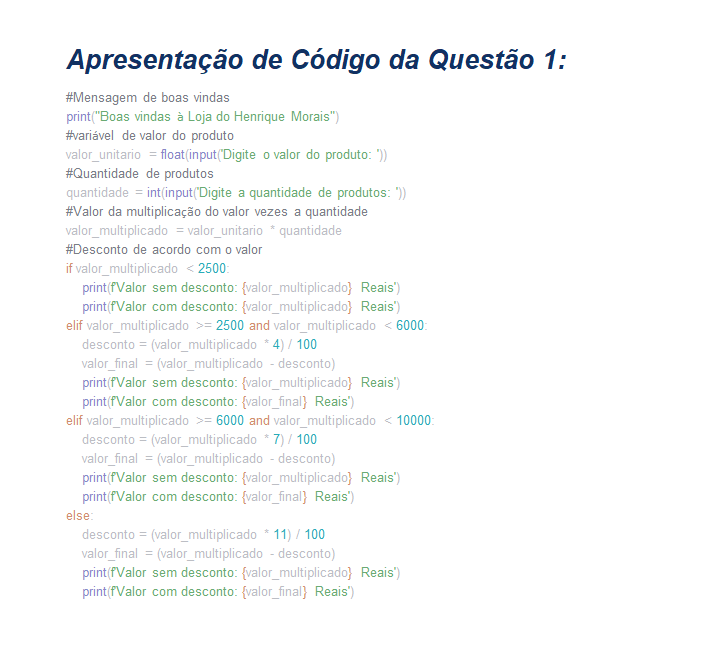 Apresentação de Código da Questão 1:
#Mensagem de boas vindas
print("Boas vindas à Loja do Henrique Morais")
#variável de valor do produto
valor_unitario = float(input('Digite o valor do produto: '))
#Quantidade de produtos
quantidade = int(input('Digite a quantidade de produtos: '))
#Valor da multiplicação do valor vezes a quantidade
valor_multiplicado = valor_unitario * quantidade
#Desconto de acordo com o valor
if valor_multiplicado < 2500:
    print(f'Valor sem desconto: {valor_multiplicado} Reais')
    print(f'Valor com desconto: {valor_multiplicado} Reais')
elif valor_multiplicado >= 2500 and valor_multiplicado < 6000:
    desconto = (valor_multiplicado * 4) / 100
    valor_final = (valor_multiplicado - desconto)
    print(f'Valor sem desconto: {valor_multiplicado} Reais')
    print(f'Valor com desconto: {valor_final} Reais')
elif valor_multiplicado >= 6000 and valor_multiplicado < 10000:
    desconto = (valor_multiplicado * 7) / 100
    valor_final = (valor_multiplicado - desconto)
    print(f'Valor sem desconto: {valor_multiplicado} Reais')
    print(f'Valor com desconto: {valor_final} Reais')
else:
    desconto = (valor_multiplicado * 11) / 100
    valor_final = (valor_multiplicado - desconto)
    print(f'Valor sem desconto: {valor_multiplicado} Reais')
    print(f'Valor com desconto: {valor_final} Reais')